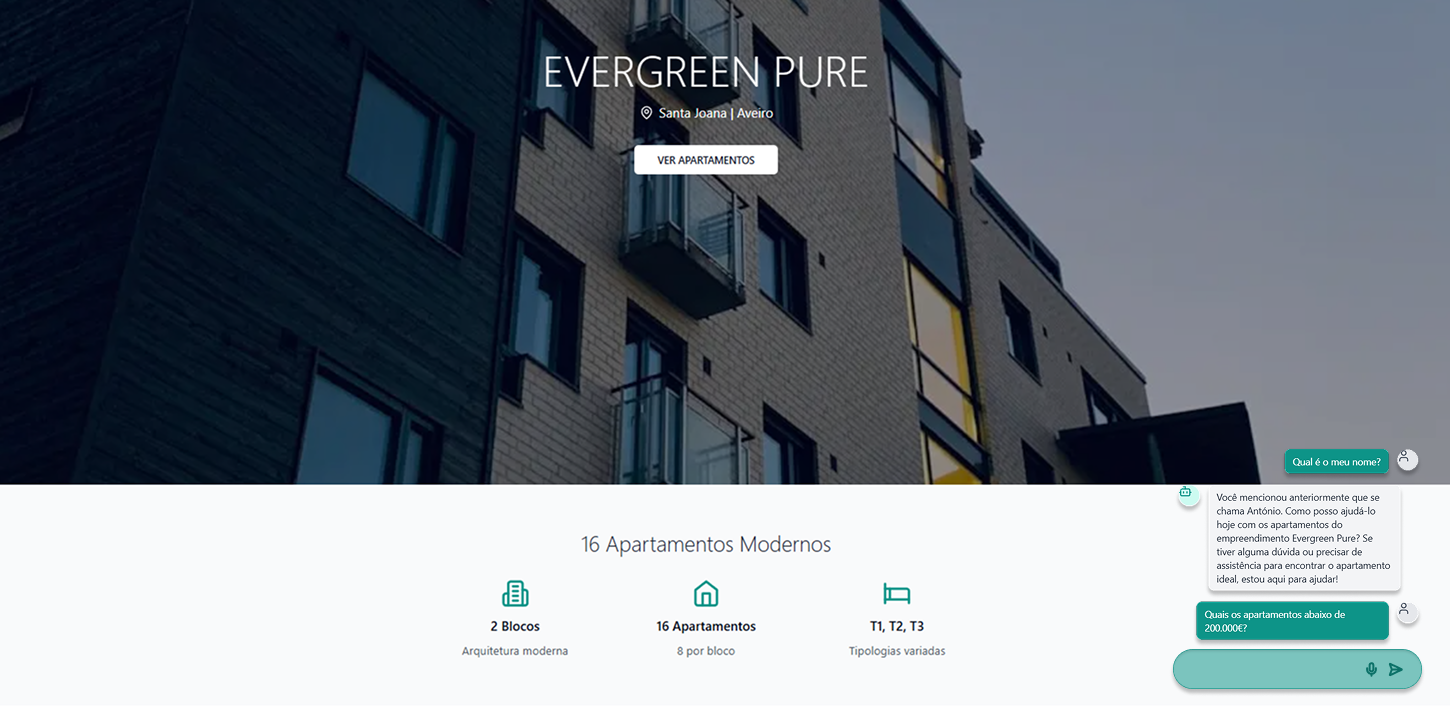 EVERGREEN PURE
Santa Joana | Aveiro
VER APARTAMENTOS
16 Apartamentos Modernos
2 Blocos
Arquitetura moderna
16 Apartamentos
8 por bloco
T1, T2, T3
Tipologias variadas
Qual é o meu nome?
Você mencionou anteriormente que se
chama António. Como posso ajudá-lo
hoje com os apartamentos do
empreendimento Evergreen Pure? Se
tiver alguma dúvida ou precisar de
assistência para encontrar o apartamento
ideal, estou aqui para ajudar!
Quais os apartamentos abaixo de
200.000€?